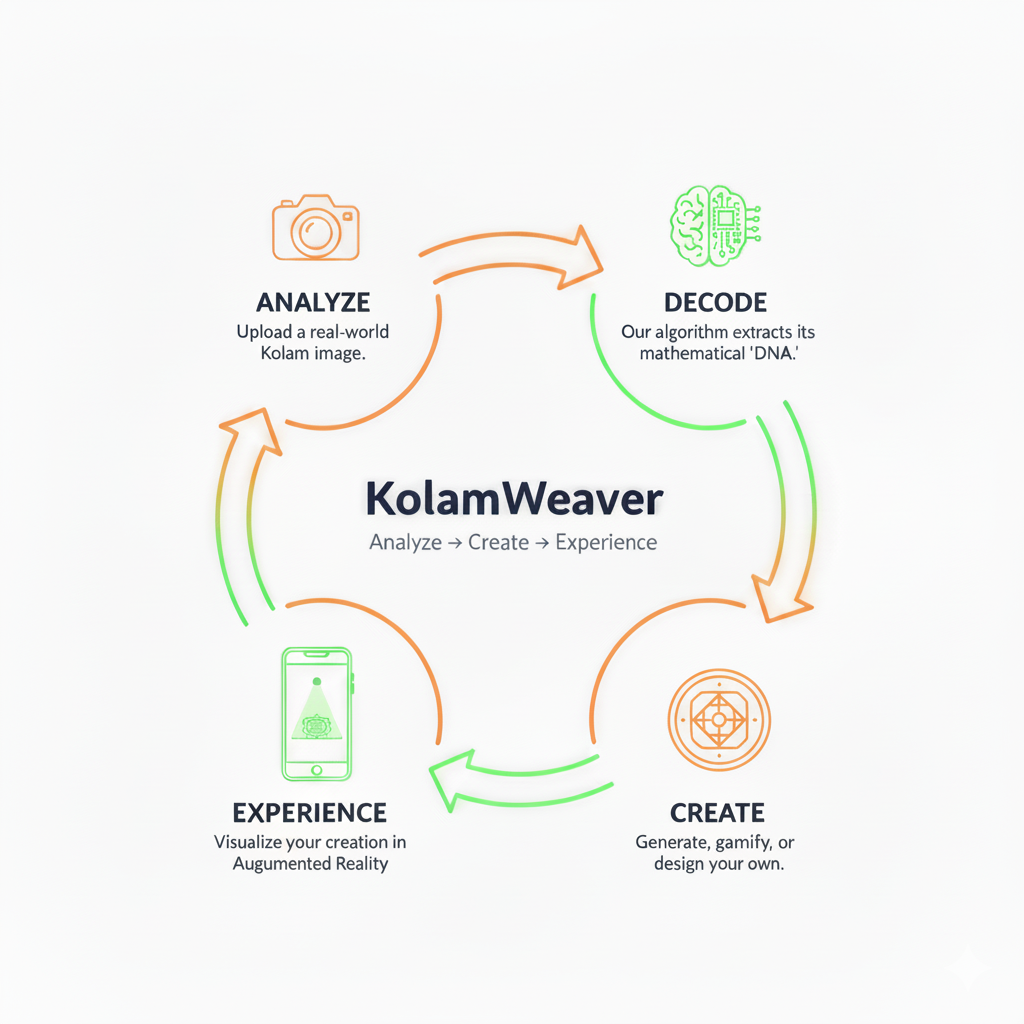 ANALYZE
Upload a real-world
Kolam image.
DECODE
Our algorithm extracts its
mathematical 'DNA.'
KolamWeaver
Analyze → Create → Experience
EXPERIENCE
Visualize your creation in
Augumented Reality
CREATE
Generate, gamify, or
design your own.